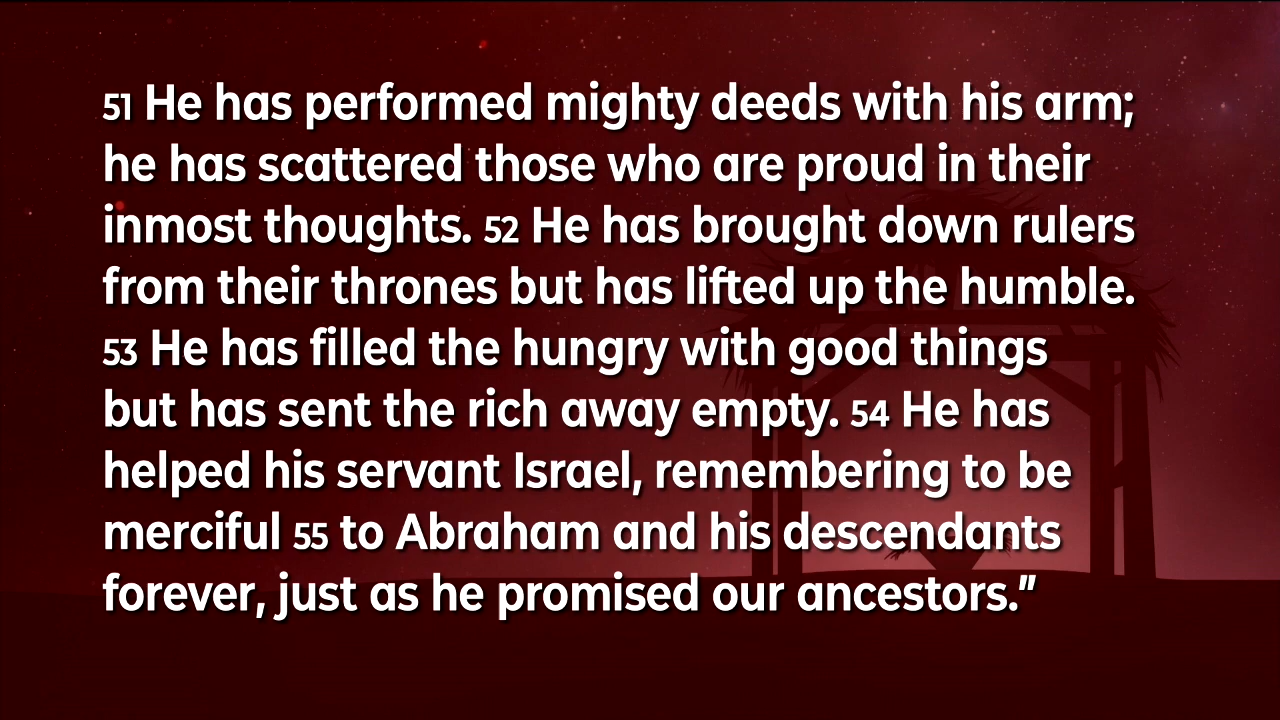 51 He has performed mighty deeds with his arm;
he has scattered those who are proud in their
inmost thoughts. 52 He has brought down rulers
from their thrones but has lifted up the humble.
53 He has filled the hungry with good things
but has sent the rich away empty. 54 He has
helped his servant Israel, remembering to be
merciful 55 to Abraham and his descendants
forever, just as he promised our ancestors.”